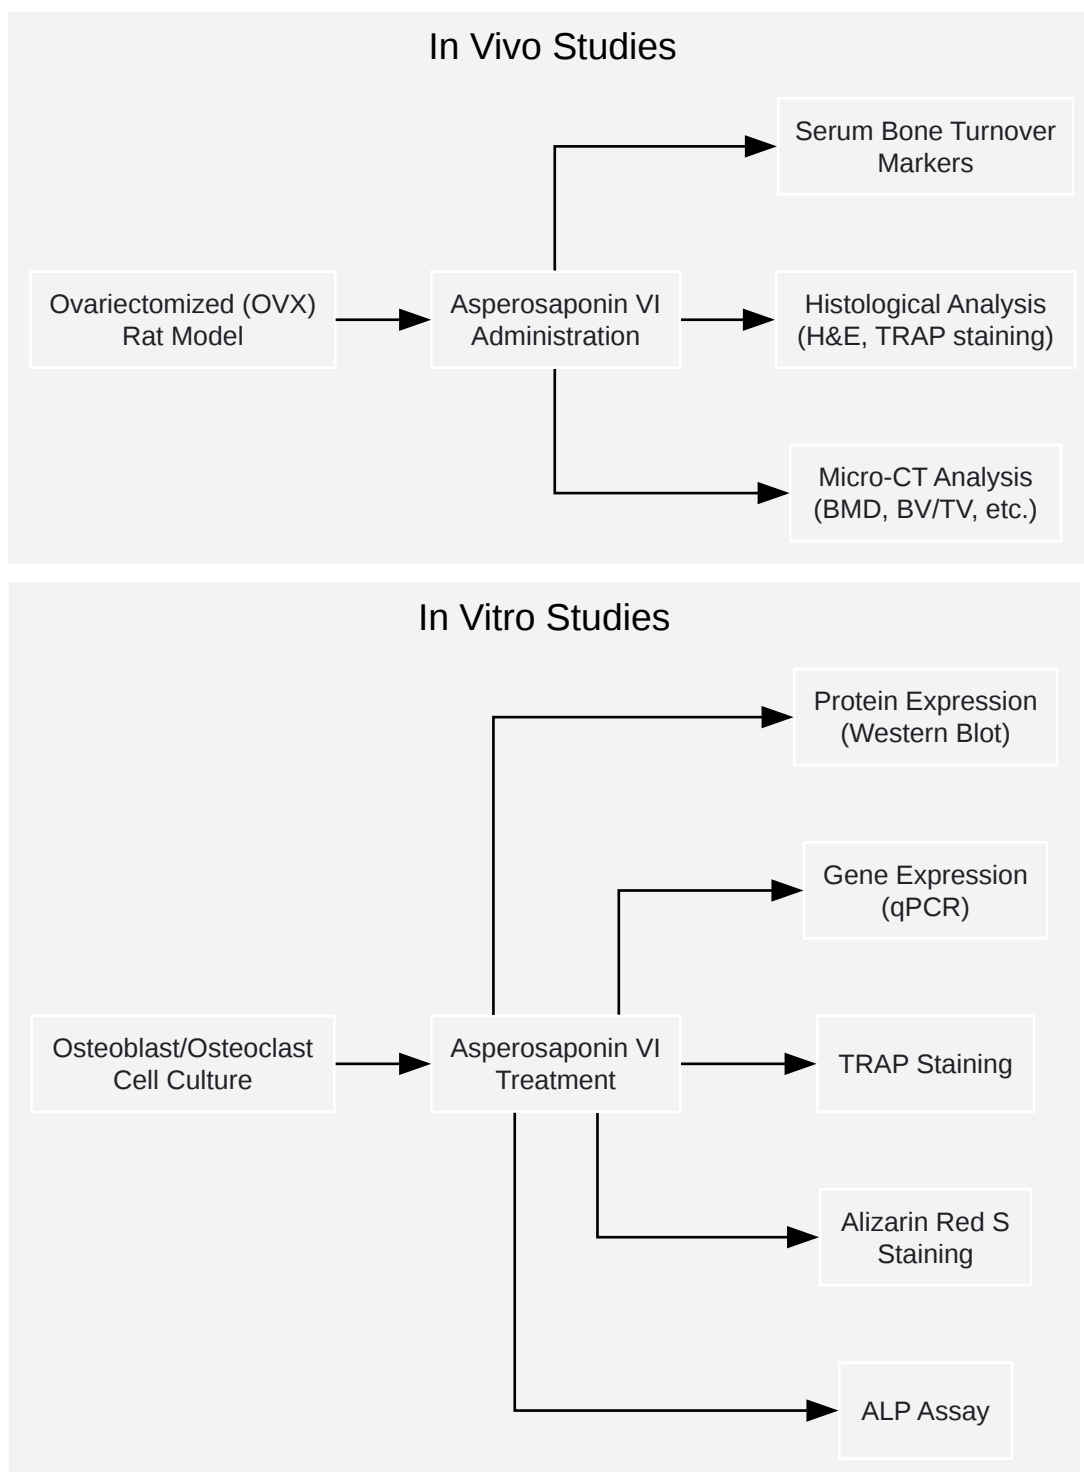 In Vivo Studies
Serum Bone Turnover
Markers
Ovariectomized (OVX)
Rat Model
Asperosaponin VI
Administration
Histological Analysis
(H&E, TRAP staining)
Micro-CT Analysis
(BMD, BV/TV, etc.)
In Vitro Studies
Protein Expression
(Western Blot)
Gene Expression
(qPCR)
Osteoblast/Osteoclast
Cell Culture
Asperosaponin VI
Treatment
TRAP Staining
Alizarin Red S
Staining
ALP Assay